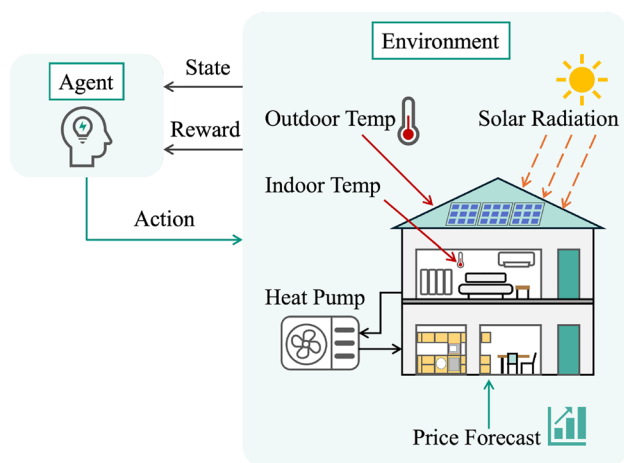 Environment
Agent
State
Reward
Action
Outdoor Temp
Solar Radiation
Indoor Temp
Heat Pump
Price Forecast